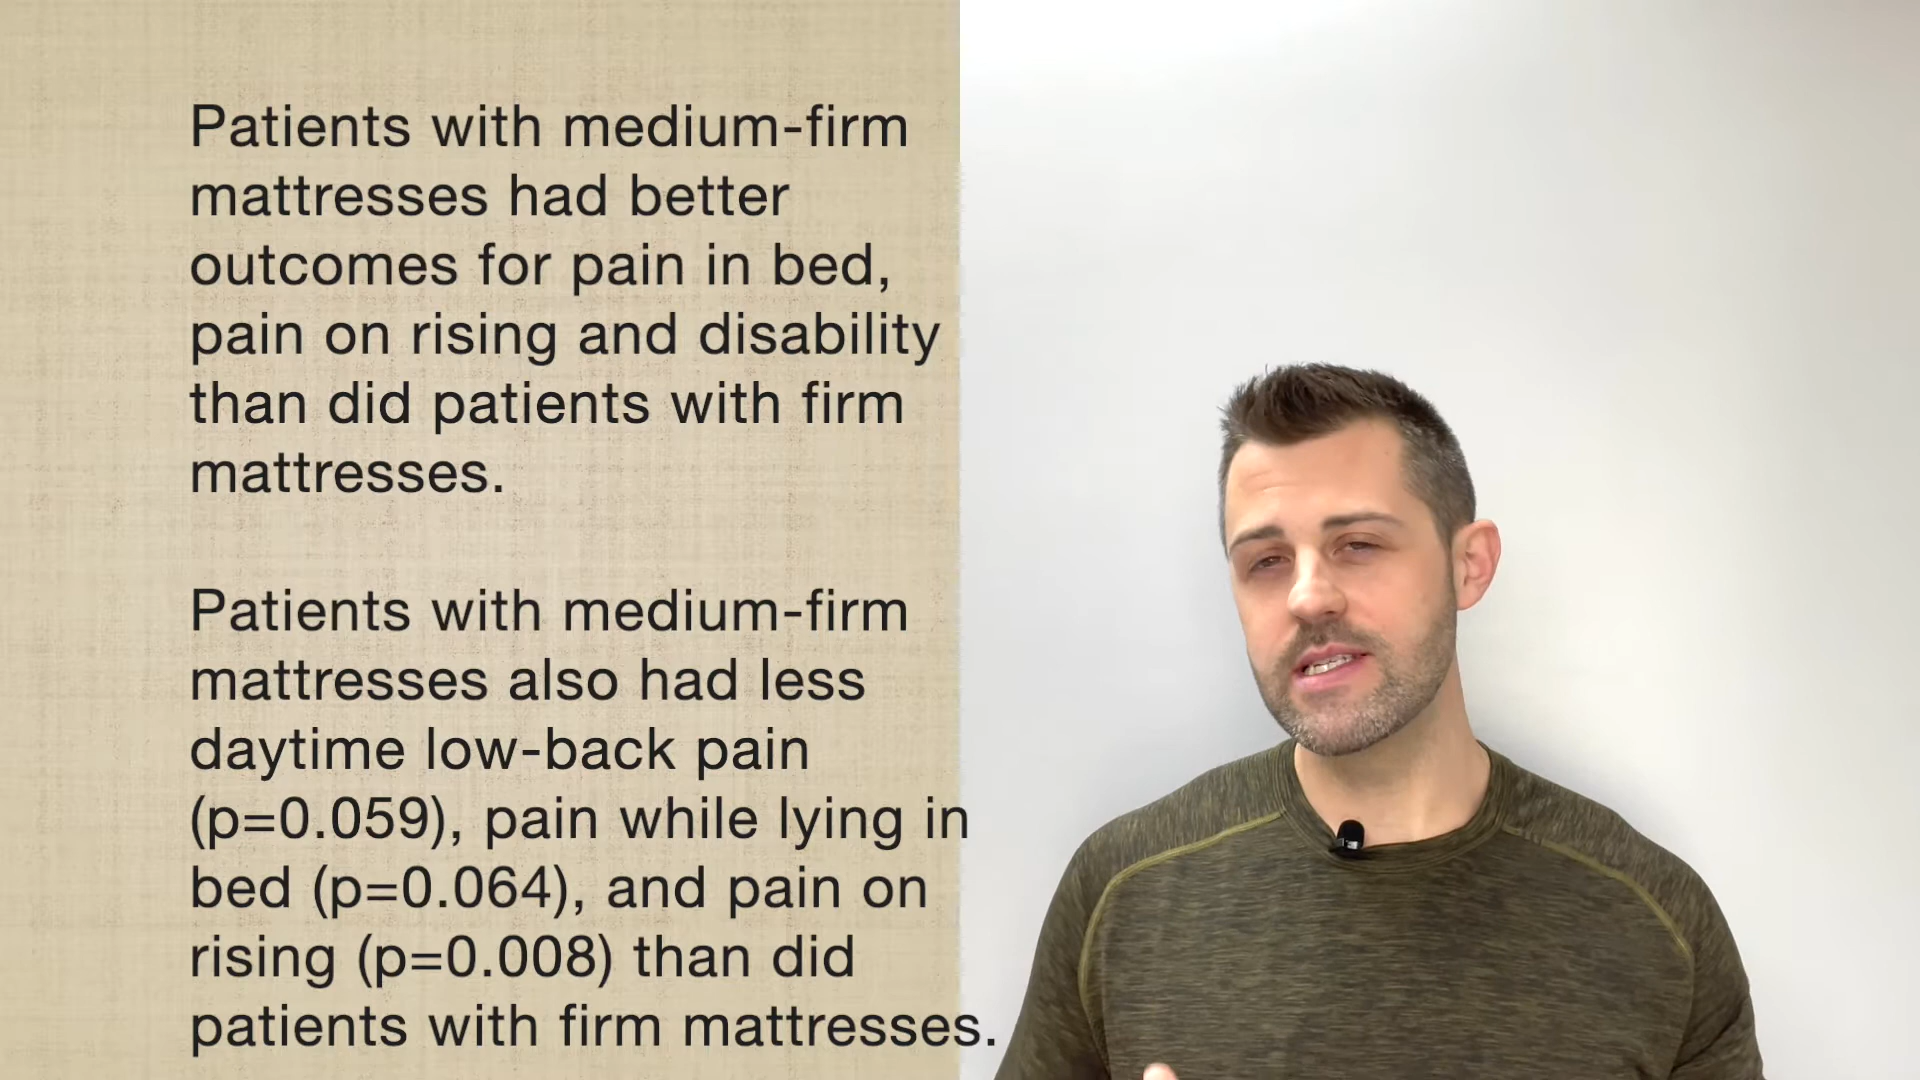 Patients with medium-firm
mattresses had better
outcomes for pain in bed,
pain on rising and disability
than did patients with firm
mattresses.
Patients with medium-firm
mattresses also had less
daytime low-back pain
(p=0.059), pain while lying in
bed (p=0.064), and pain on
rising (p=0.008) than did
patients with firm mattresses.